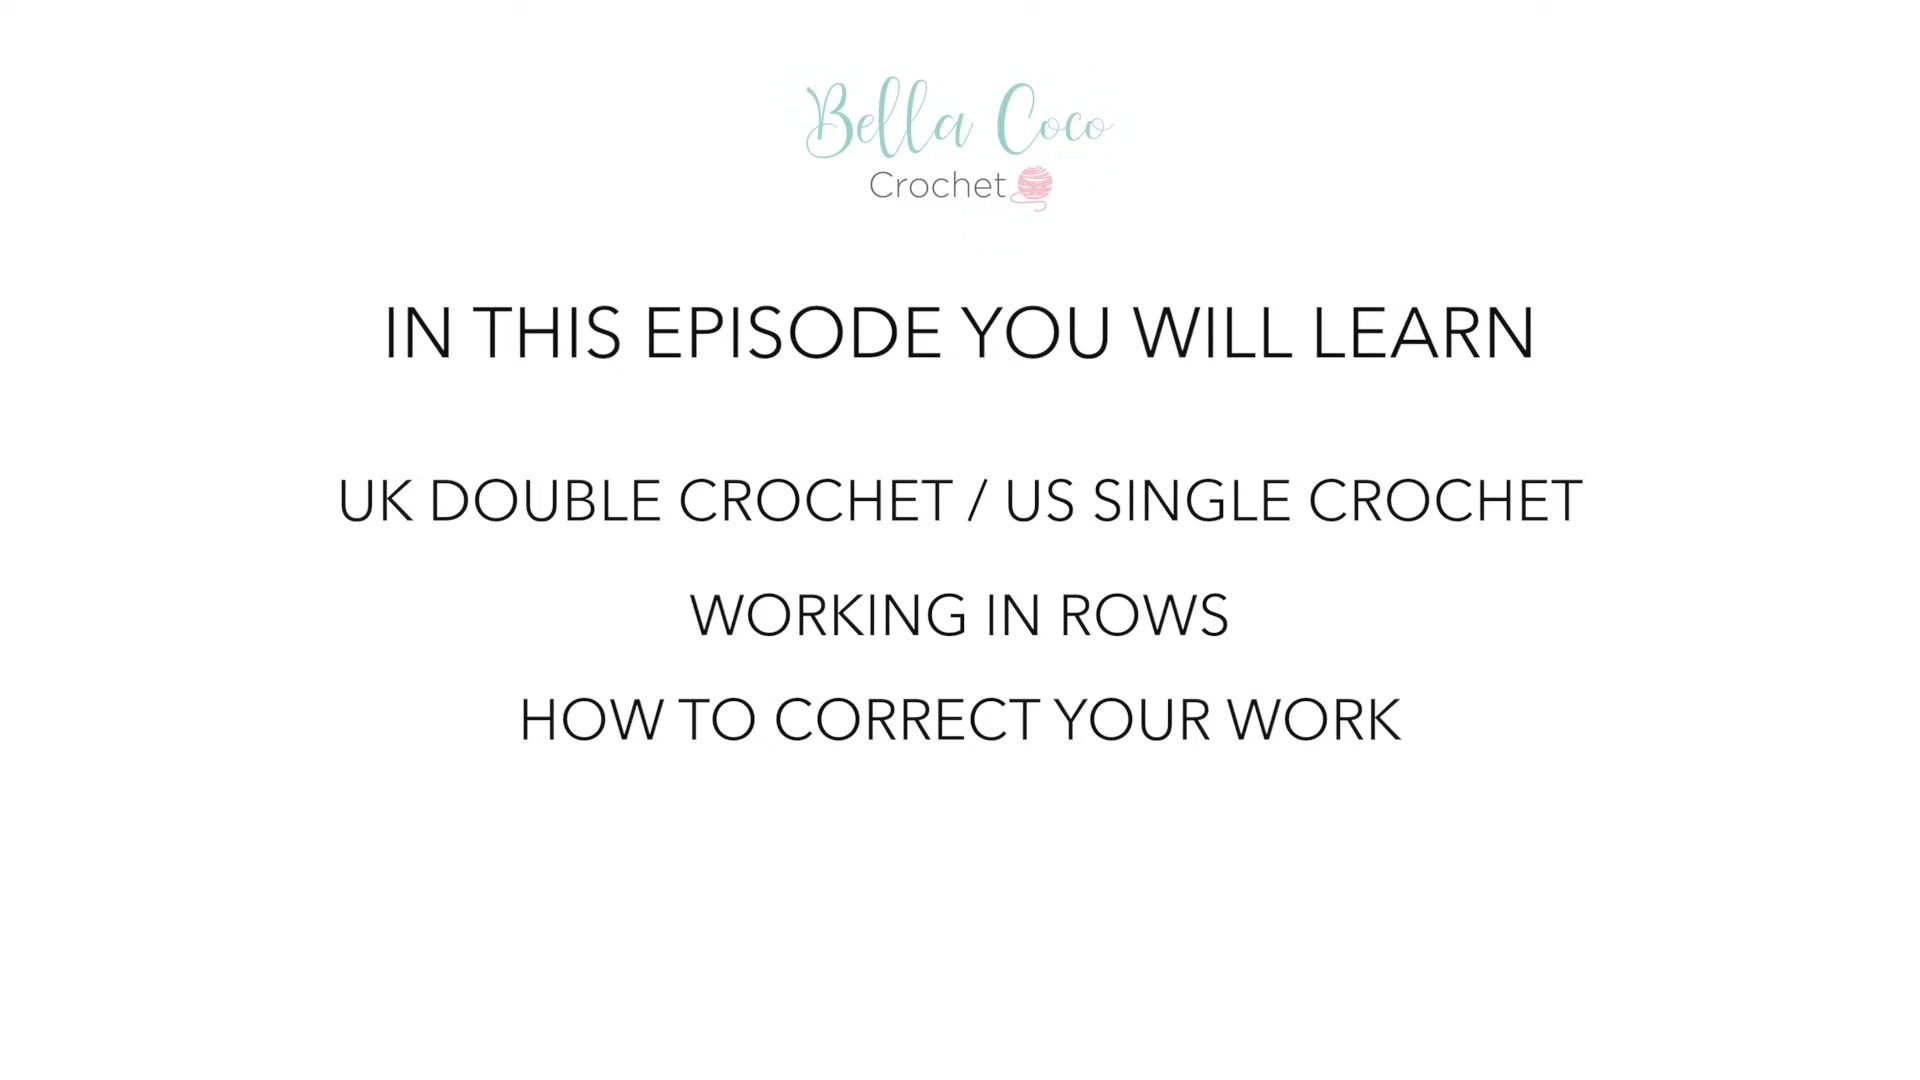 Bella Coco
Crochet
IN THIS EPISODE YOU WILL LEARN
UK DOUBLE CROCHET / US SINGLE CROCHET
WORKING IN ROWS
HOW TO CORRECT YOUR WORK